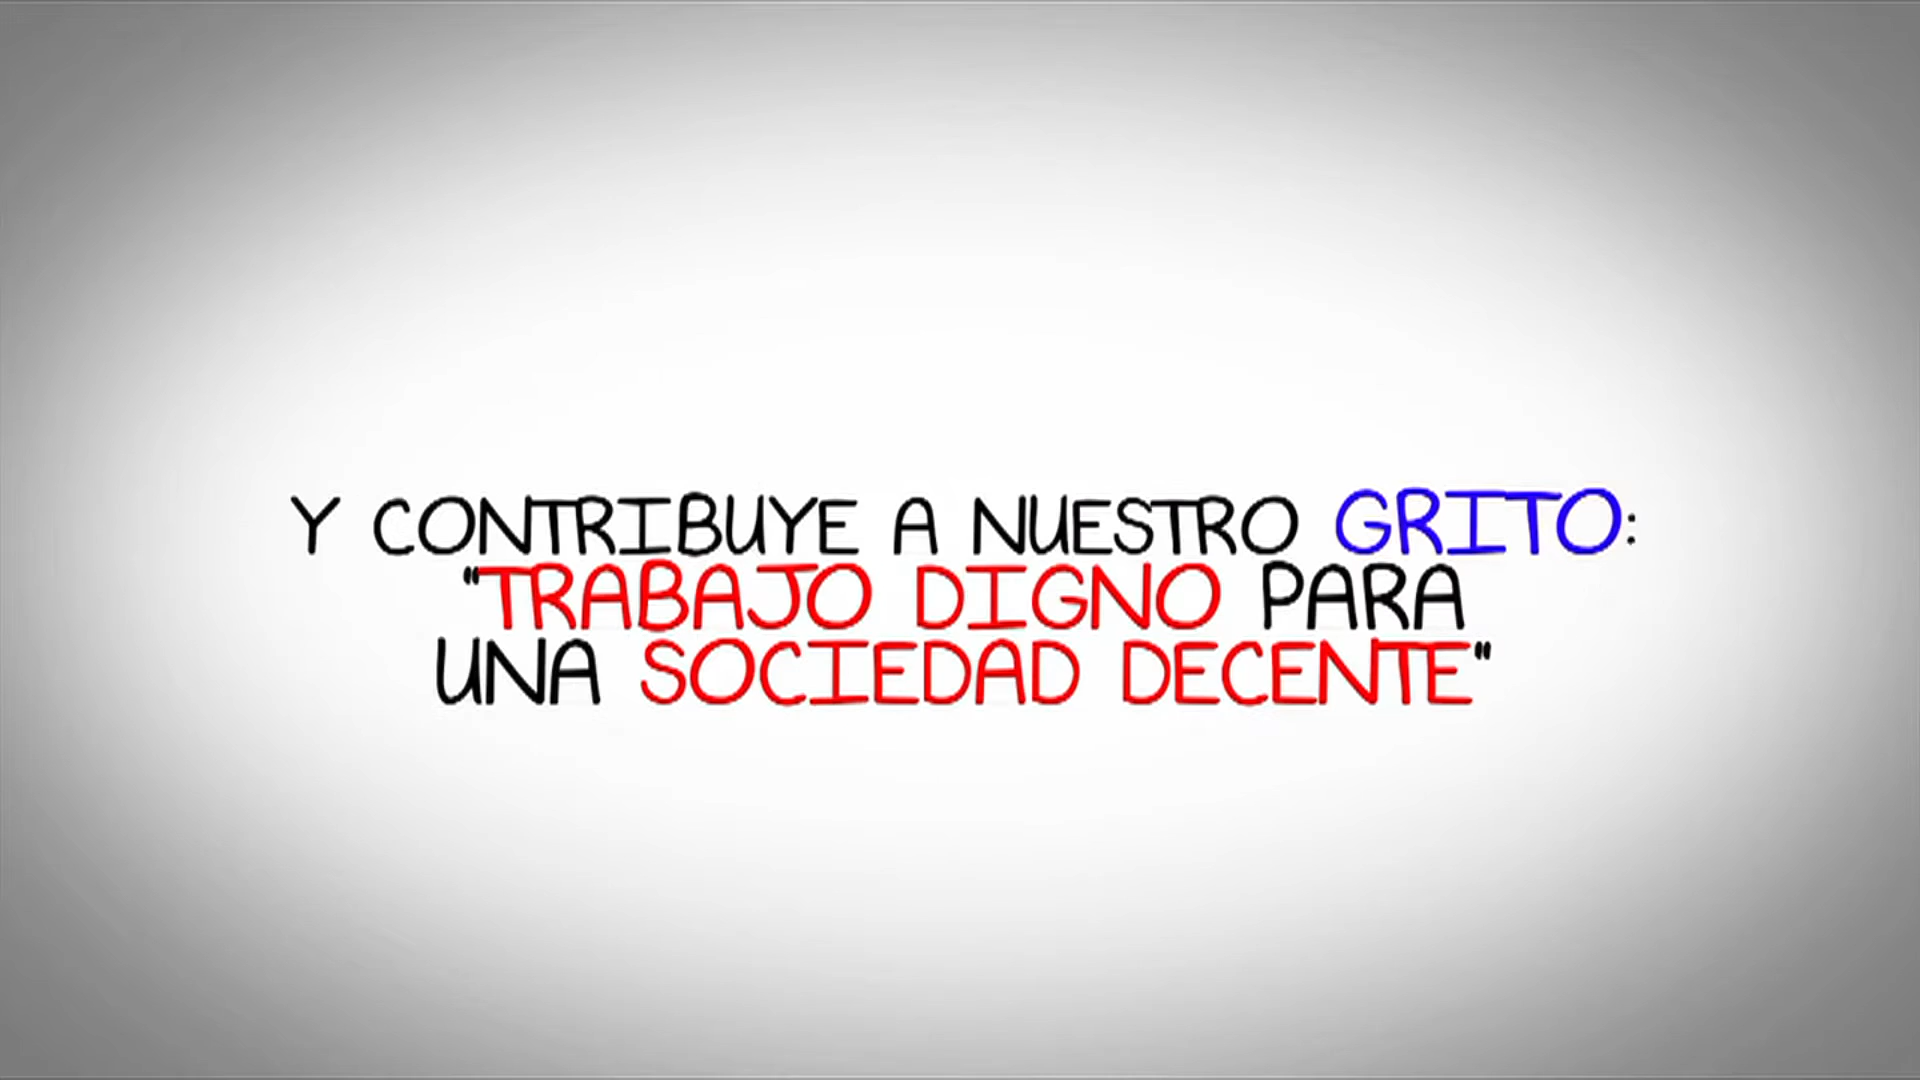 Y CONTRIBUYE A NUESTRO GRITO:
"TRABAJO DIGNO PARA
UNA SOCIEDAD DECENTE"